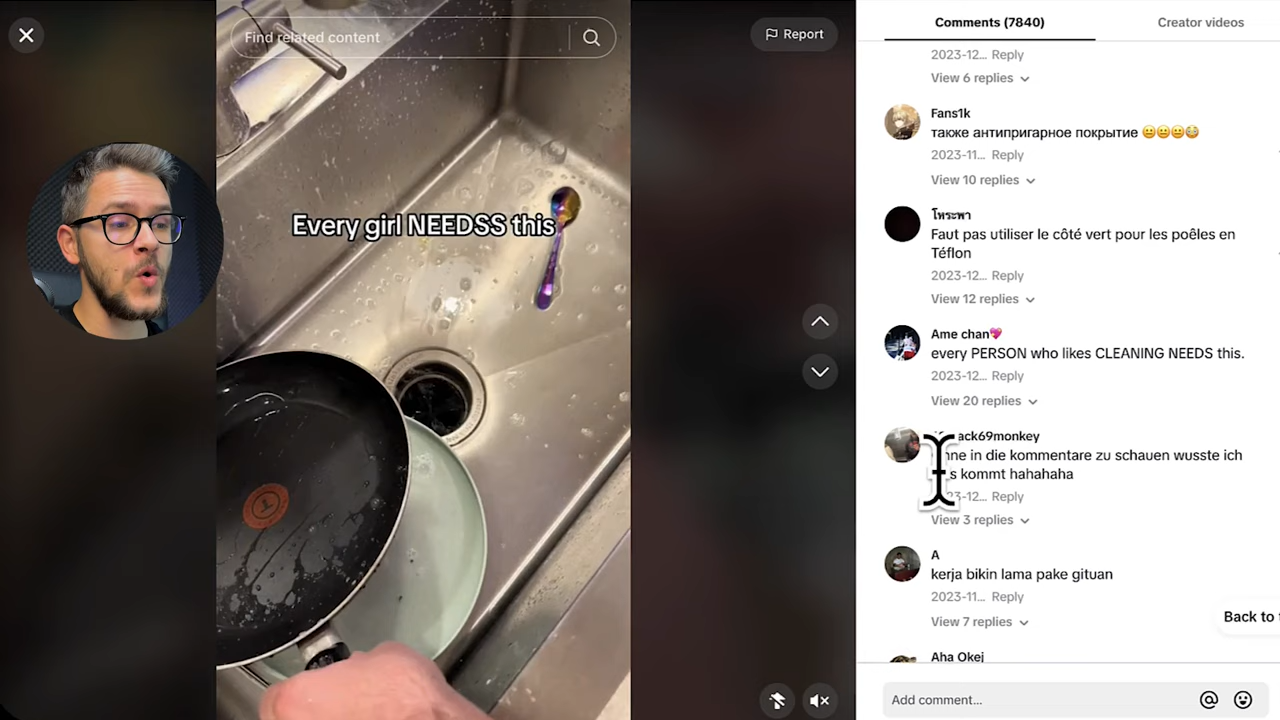 Find related content
Report
Every girl NEEDSS this
Comments (7840)
Creator videos
2023-12... Reply
View 6 replies
Fans1k
также антипригарное покрытие 😐😐😐😂
2023-11... Reply
View 10 replies
โหระพา
Faut pas utiliser le côté vert pour les poêles en
Téflon
2023-12... Reply
View 12 replies
Ame chan💖
every PERSON who likes CLEANING NEEDS this.
2023-12... Reply
View 20 replies
ack69monkey
in die kommentare zu schauen wusste ich
kommt hahahaha
Reply
View 3 replies
A
kerja bikin lama pake gituan
2023-11... Reply
View 7 replies
Back to
Aha Okej
Add comment...